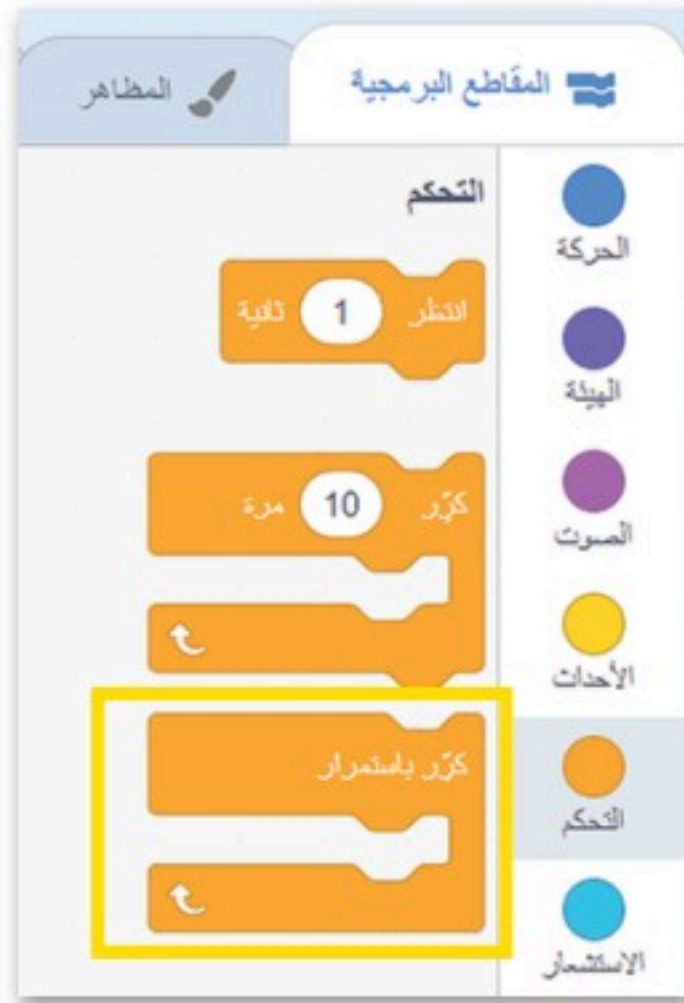 المقاطع البرمجية
المظاهر
الحركة
الهيئة
الصوت
الأحداث
التحكم
الاستشعار
التحكم
انتظر 1 ثانية
كرّر 10 مرة
كرّر باستمرار